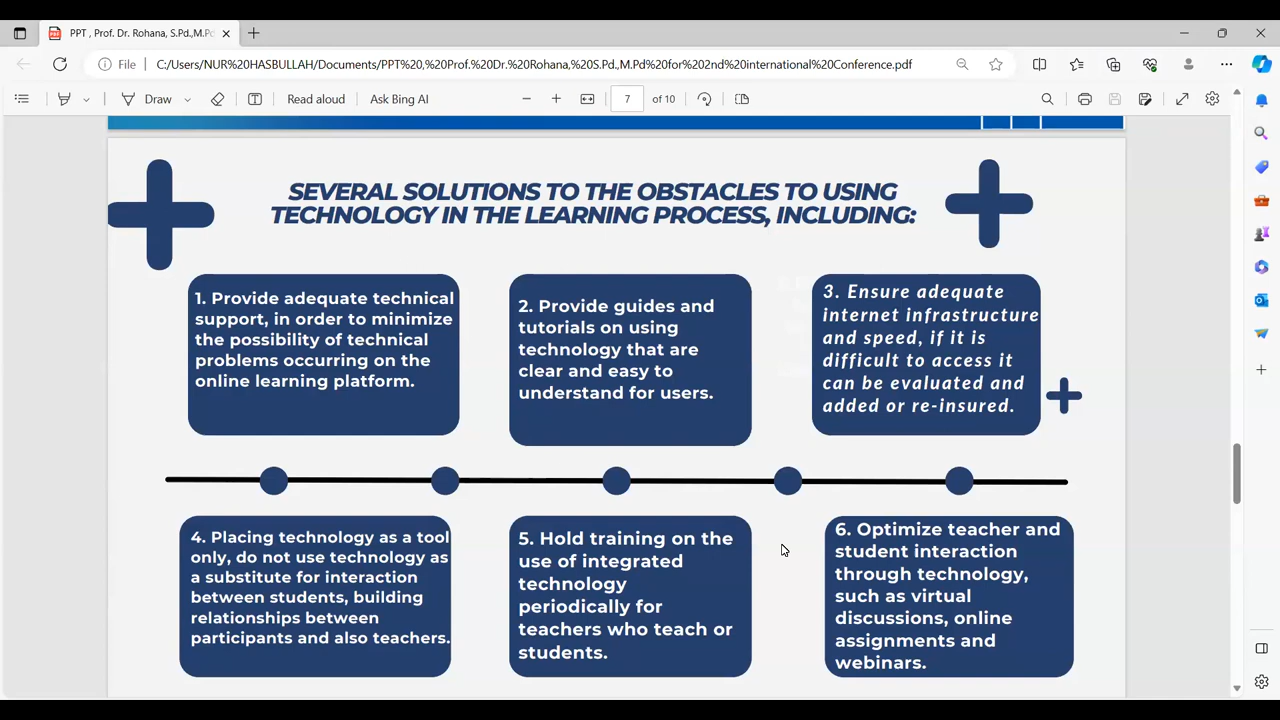 PPT , Prof. Dr. Rohana, S.Pd.,M.Pd
File
C:/Users/NUR%20HASBULLAH/Documents/PPT%20,%20Prof.%20Dr.%20Rohana,%20S.Pd.,M.Pd%20for%202nd%20international%20Conference.pdf
Draw
Read aloud
Ask Bing AI
7
of 10
SEVERAL SOLUTIONS TO THE OBSTACLES TO USING
TECHNOLOGY IN THE LEARNING PROCESS, INCLUDING:
1. Provide adequate technical
support, in order to minimize
the possibility of technical
problems occurring on the
online learning platform.
2. Provide guides and
tutorials on using
technology that are
clear and easy to
understand for users.
3. Ensure adequate
internet infrastructure
and speed, if it is
difficult to access it
can be evaluated and
added or re-insured.
4. Placing technology as a tool
only, do not use technology as
a substitute for interaction
between students, building
relationships between
participants and also teachers.
5. Hold training on the
use of integrated
technology
periodically for
teachers who teach or
students.
6. Optimize teacher and
student interaction
through technology,
such as virtual
discussions, online
assignments and
webinars.